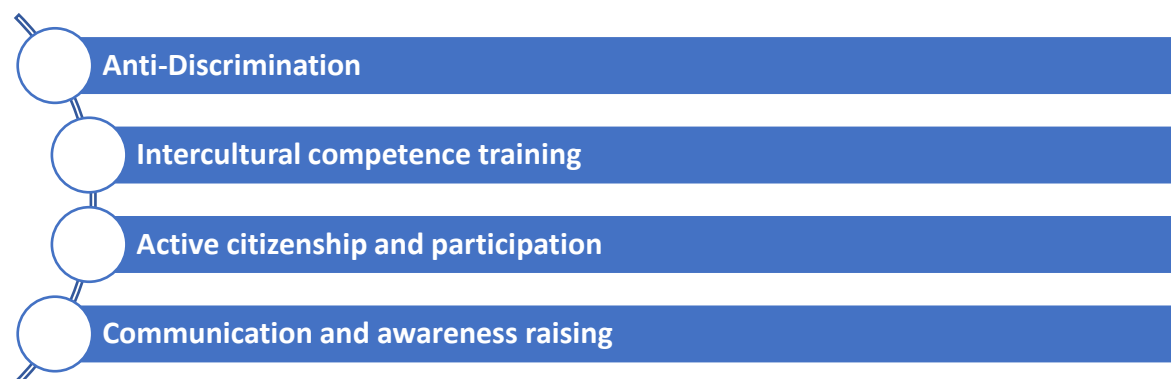 Anti-Discrimination
Intercultural competence training
Active citizenship and participation
Communication and awareness raising